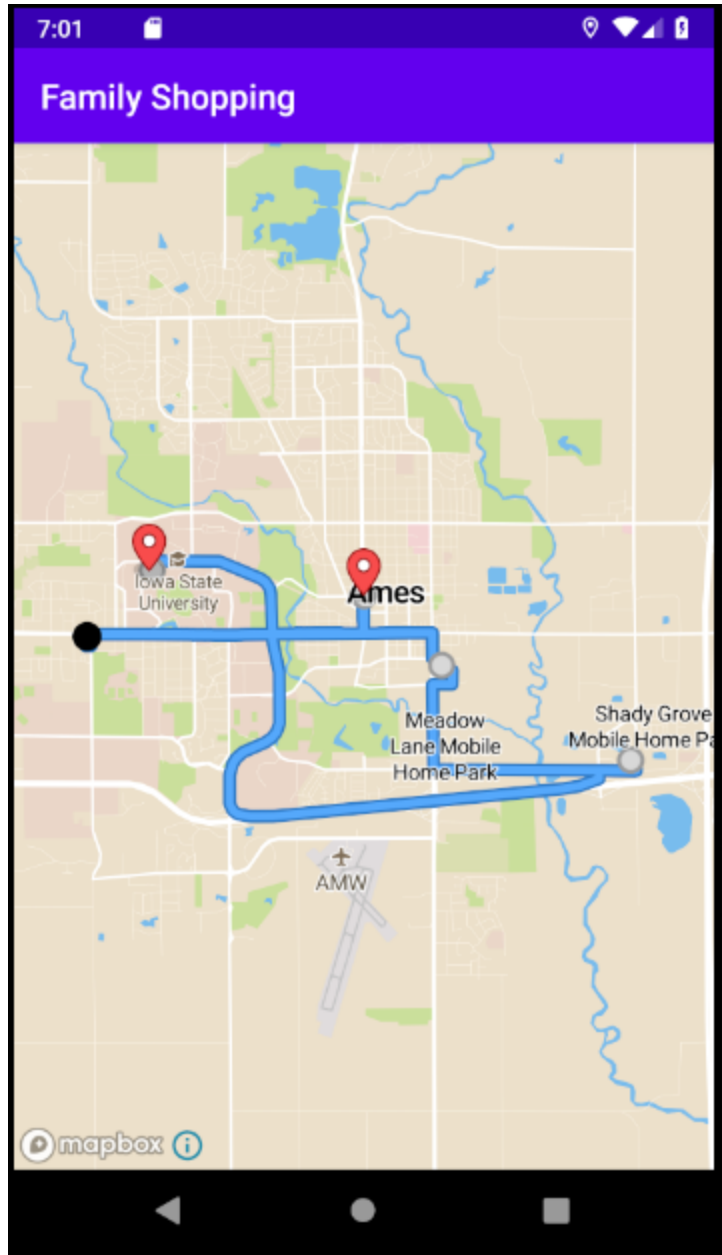 7:01
Family Shopping
Iowa State
University
Ames
Meadow
Lane Mobile
Home Park
Shady Grove
Mobile Home Pa
AMW
mapbox